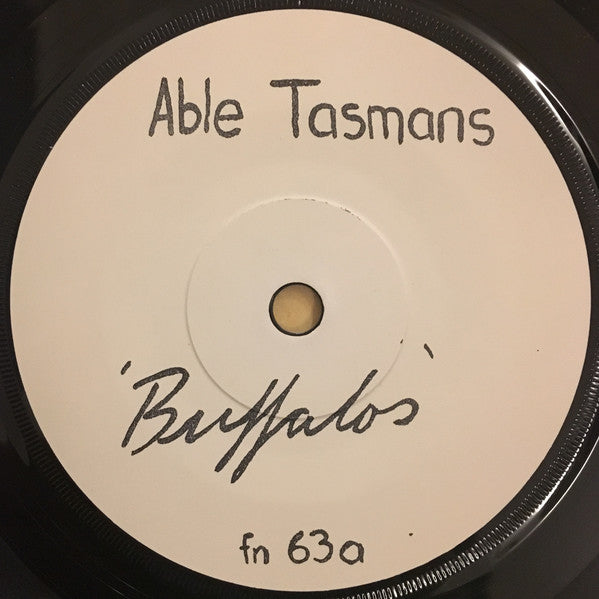 Able Tasmans
'Buffalos'
fn 63a